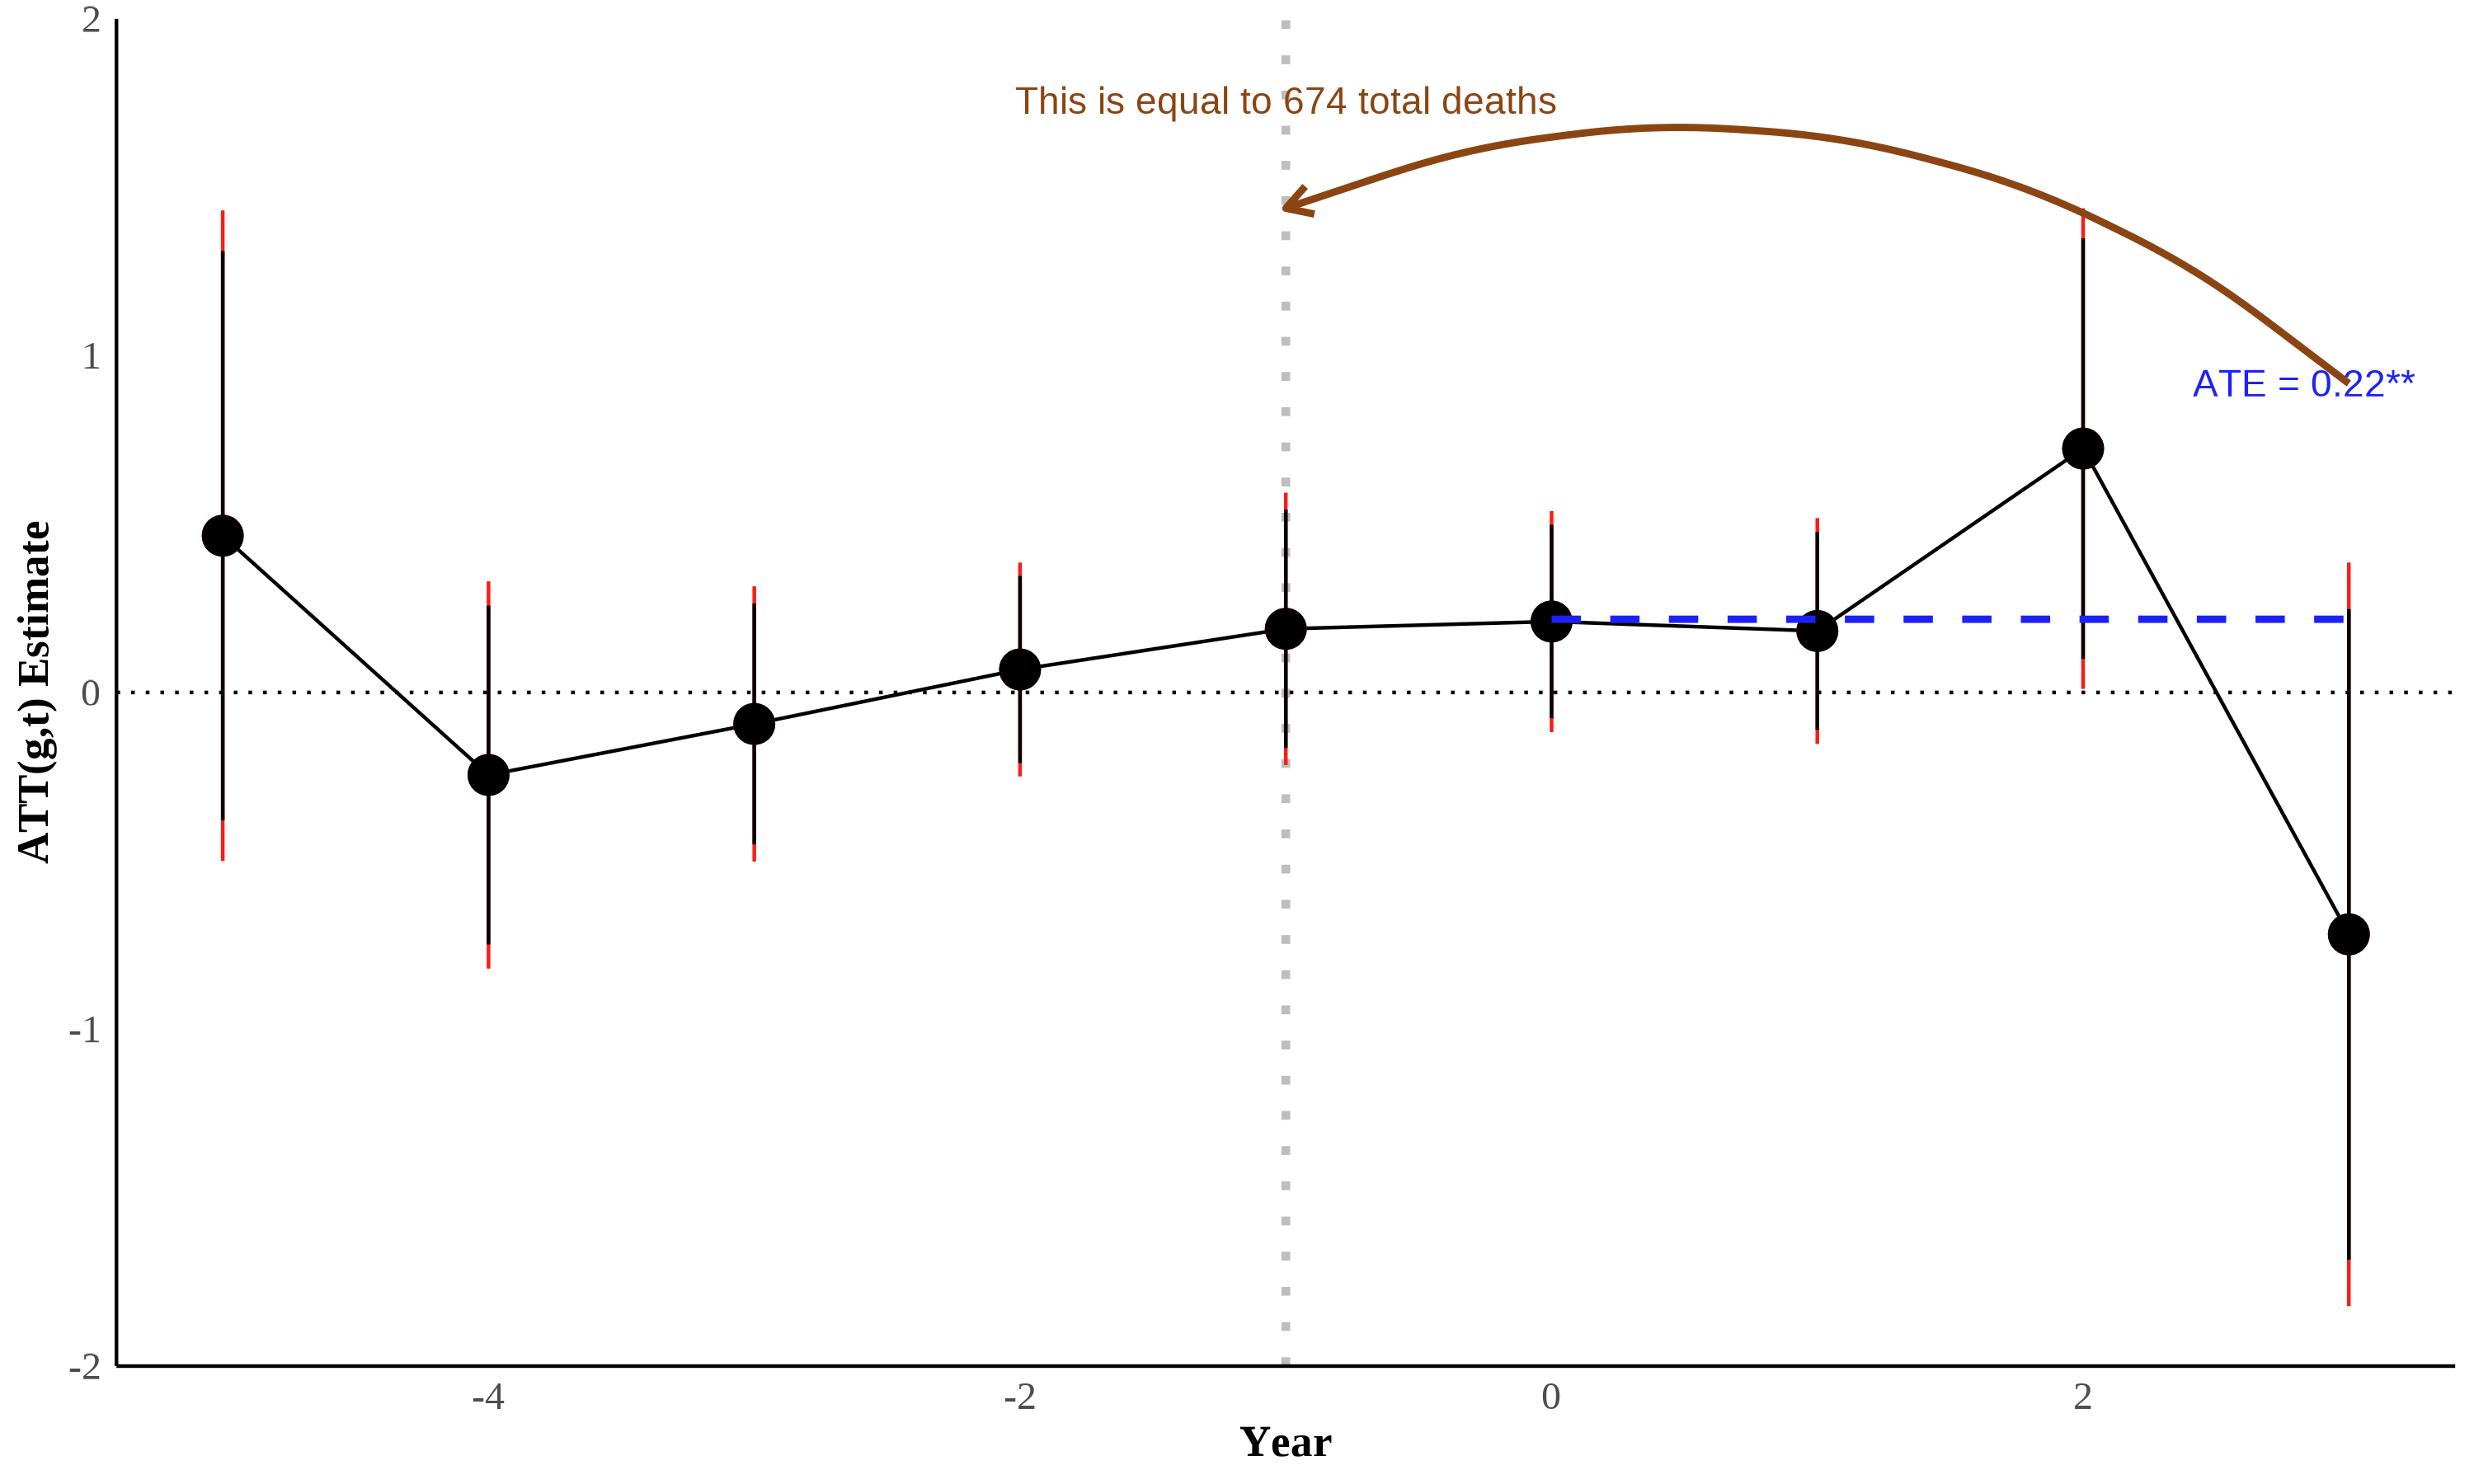 2
This is equal to 674 total deaths
1
ATE = 0.22**
ATT(g,t) Estimate
0
-1
-2
-4
-2
0
2
Year